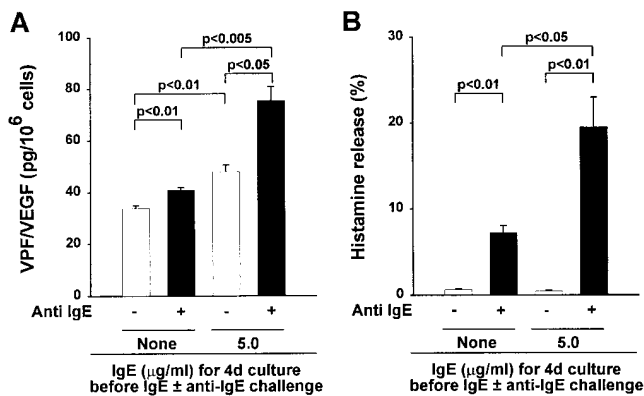 A
VPF/VEGF (pg/10⁶ cells)
100
80
60
40
20
0
p<0.005
p<0.01
p<0.05
p<0.01
Anti IgE - + - +
None 5.0
IgE (μg/ml) for 4d culture
before IgE ± anti-IgE challenge
B
Histamine release (%)
30
20
10
0
p<0.05
p<0.01 p<0.01
Anti IgE - + - +
None 5.0
IgE (μg/ml) for 4d culture
before IgE ± anti-IgE challenge